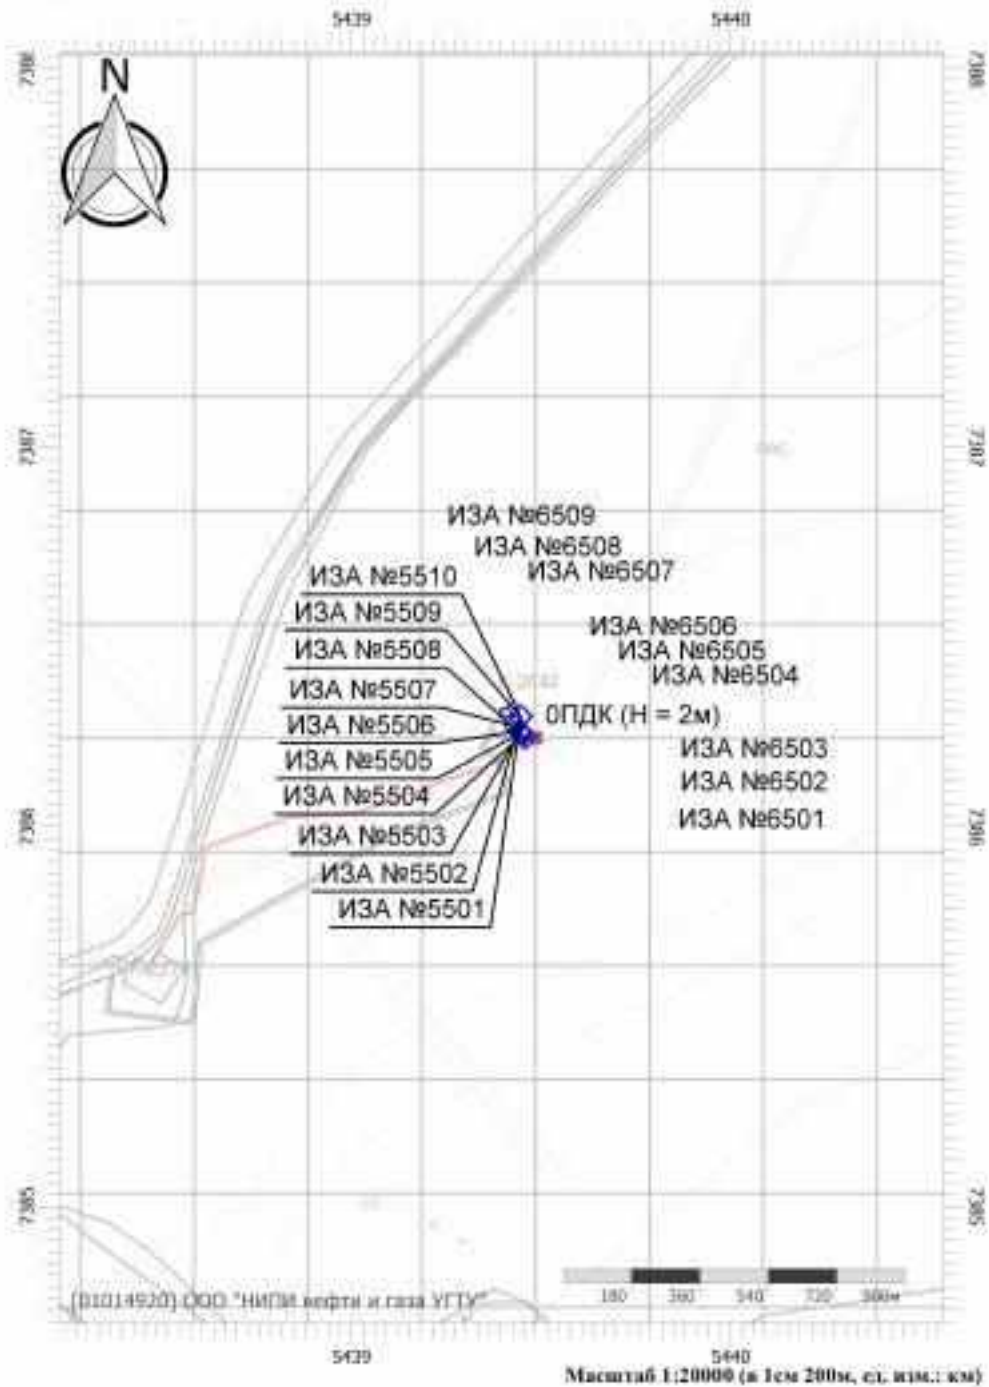 5439 5440
7388 7388
N
7387 7387
ИЗА №6509
ИЗА №6508
ИЗА №6507
ИЗА №5510
ИЗА №5509
ИЗА №5508
ИЗА №5507
ИЗА №5506
ИЗА №5505
ИЗА №5504
ИЗА №5503
ИЗА №5502
ИЗА №5501
ИЗА №6506
ИЗА №6505
ИЗА №6504
0ПДК (H = 2м)
ИЗА №6503
ИЗА №6502
ИЗА №6501
7386 7386
7385 7385
180 360 540 720 900м
(01014920) ООО "НИПИ нефти и газа УГТУ"
5439 5440
Масштаб 1:20000 (в 1см 200м, ед. изм.: км)